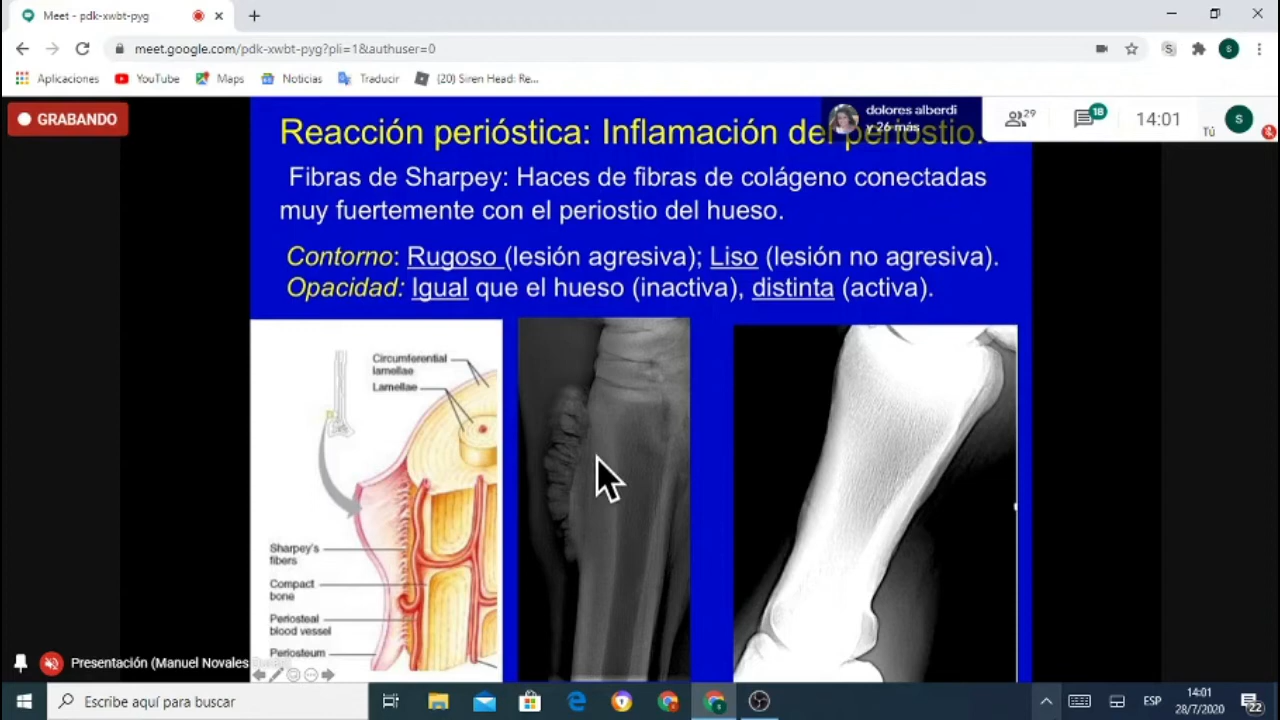 Meet - pdk-xwbt-pyg
meet.google.com/pdk-xwbt-pyg?pli=1&authuser=0
Aplicaciones
YouTube
Maps
Noticias
Traducir
(20) Siren Head: Re...
GRABANDO
dolores alberdi
y 26 más
29
18
14:01
Tú
S
Reacción perióstica: Inflamación del periostio.
Fibras de Sharpey: Haces de fibras de colágeno conectadas
muy fuertemente con el periostio del hueso.
Contorno: Rugoso (lesión agresiva); Liso (lesión no agresiva).
Opacidad: Igual que el hueso (inactiva), distinta (activa).
Circumferential
lamellae
Lamellae
Sharpey's
fibers
Compact
bone
Periosteal
blood vessel
Periosteum
Presentación (Manuel Novales
Escribe aquí para buscar
ESP
14:01
28/7/2020
22